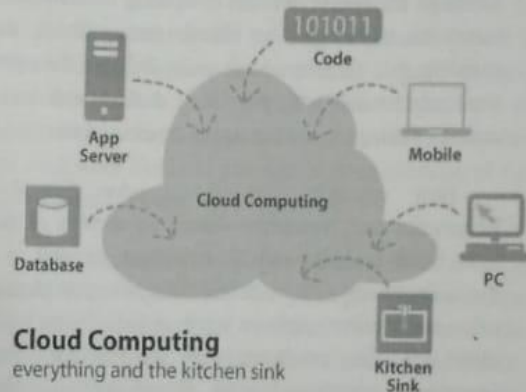 101011
Code
App
Server
Mobile
Cloud Computing
Database
PC
Cloud Computing
everything and the kitchen sink
Kitchen
Sink